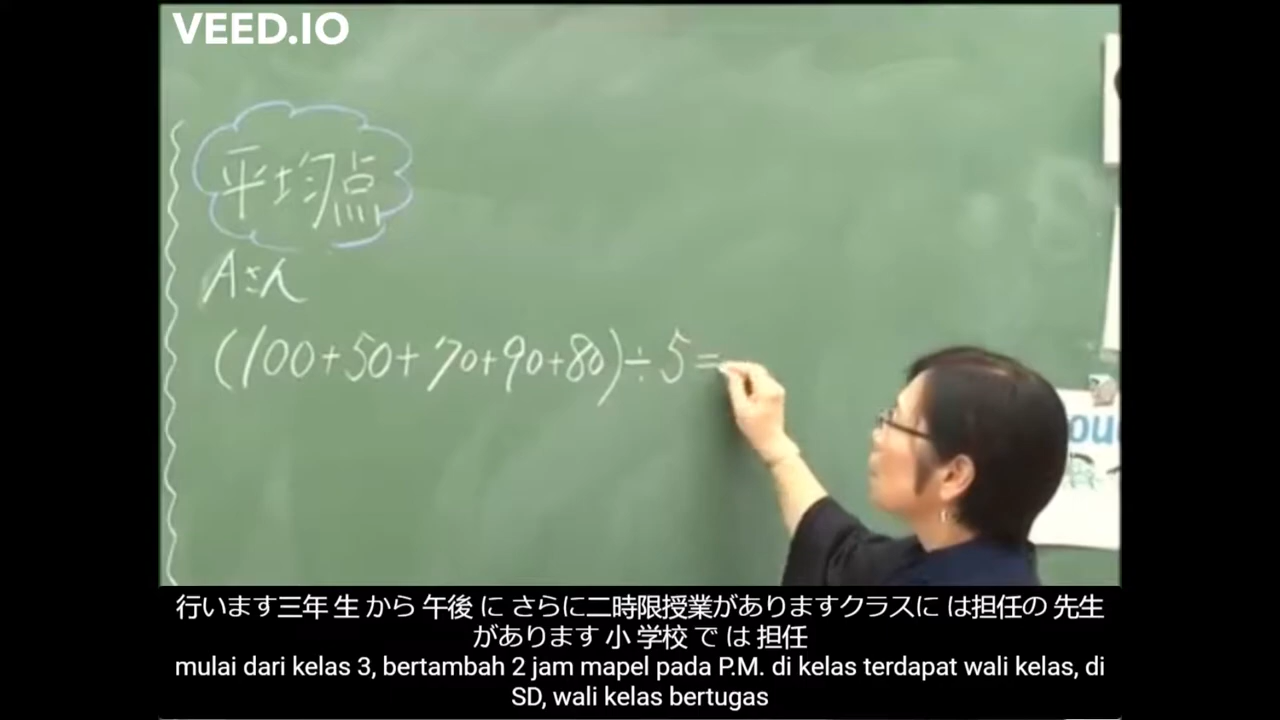 VEED.IO
平均点
Aさん
(100+50+70+90+80)÷5=
ou
行います三年 生 から 午後 に さらに二時限授業がありますクラスに は担任の 先生
があります 小 学校 で は 担任
mulai dari kelas 3, bertambah 2 jam mapel pada P.M. di kelas terdapat wali kelas, di
SD, wali kelas bertugas